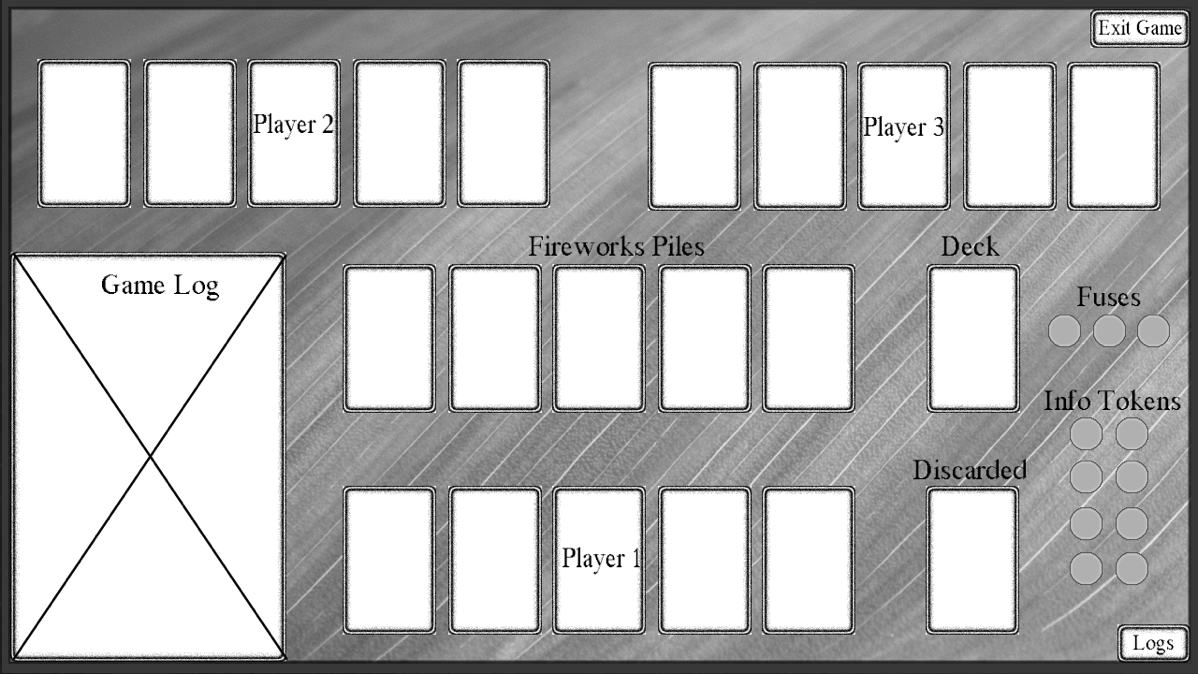 Exit Game
Player 2
Player 3
Fireworks Piles
Deck
Game Log
Fuses
Info Tokens
Discarded
Player 1
Logs